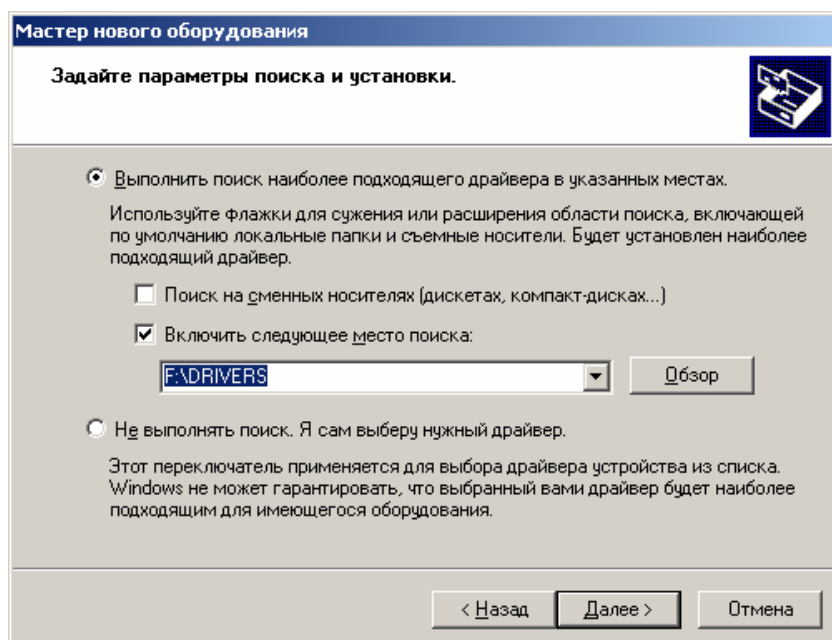 Мастер нового оборудования
Задайте параметры поиска и установки.
Выполнить поиск наиболее подходящего драйвера в указанных местах.
Используйте флажки для сужения или расширения области поиска, включающей
по умолчанию локальные папки и съемные носители. Будет установлен наиболее
подходящий драйвер.
Поиск на сменных носителях (дискетах, компакт-дисках...)
Включить следующее место поиска:
F:\DRIVERS
Обзор
Не выполнять поиск. Я сам выберу нужный драйвер.
Этот переключатель применяется для выбора драйвера устройства из списка.
Windows не может гарантировать, что выбранный вами драйвер будет наиболее
подходящим для имеющегося оборудования.
< Назад
Далее >
Отмена